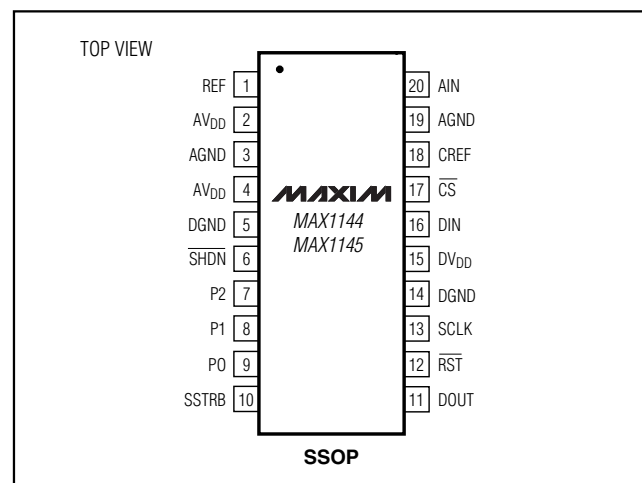 TOP VIEW
REF 1
AVDD 2
AGND 3
AVDD 4
DGND 5
SHDN 6
P2 7
P1 8
P0 9
SSTRB 10
MAXIM
MAX1144
MAX1145
20 AIN
19 AGND
18 CREF
17 CS
16 DIN
15 DVDD
14 DGND
13 SCLK
12 RST
11 DOUT
SSOP